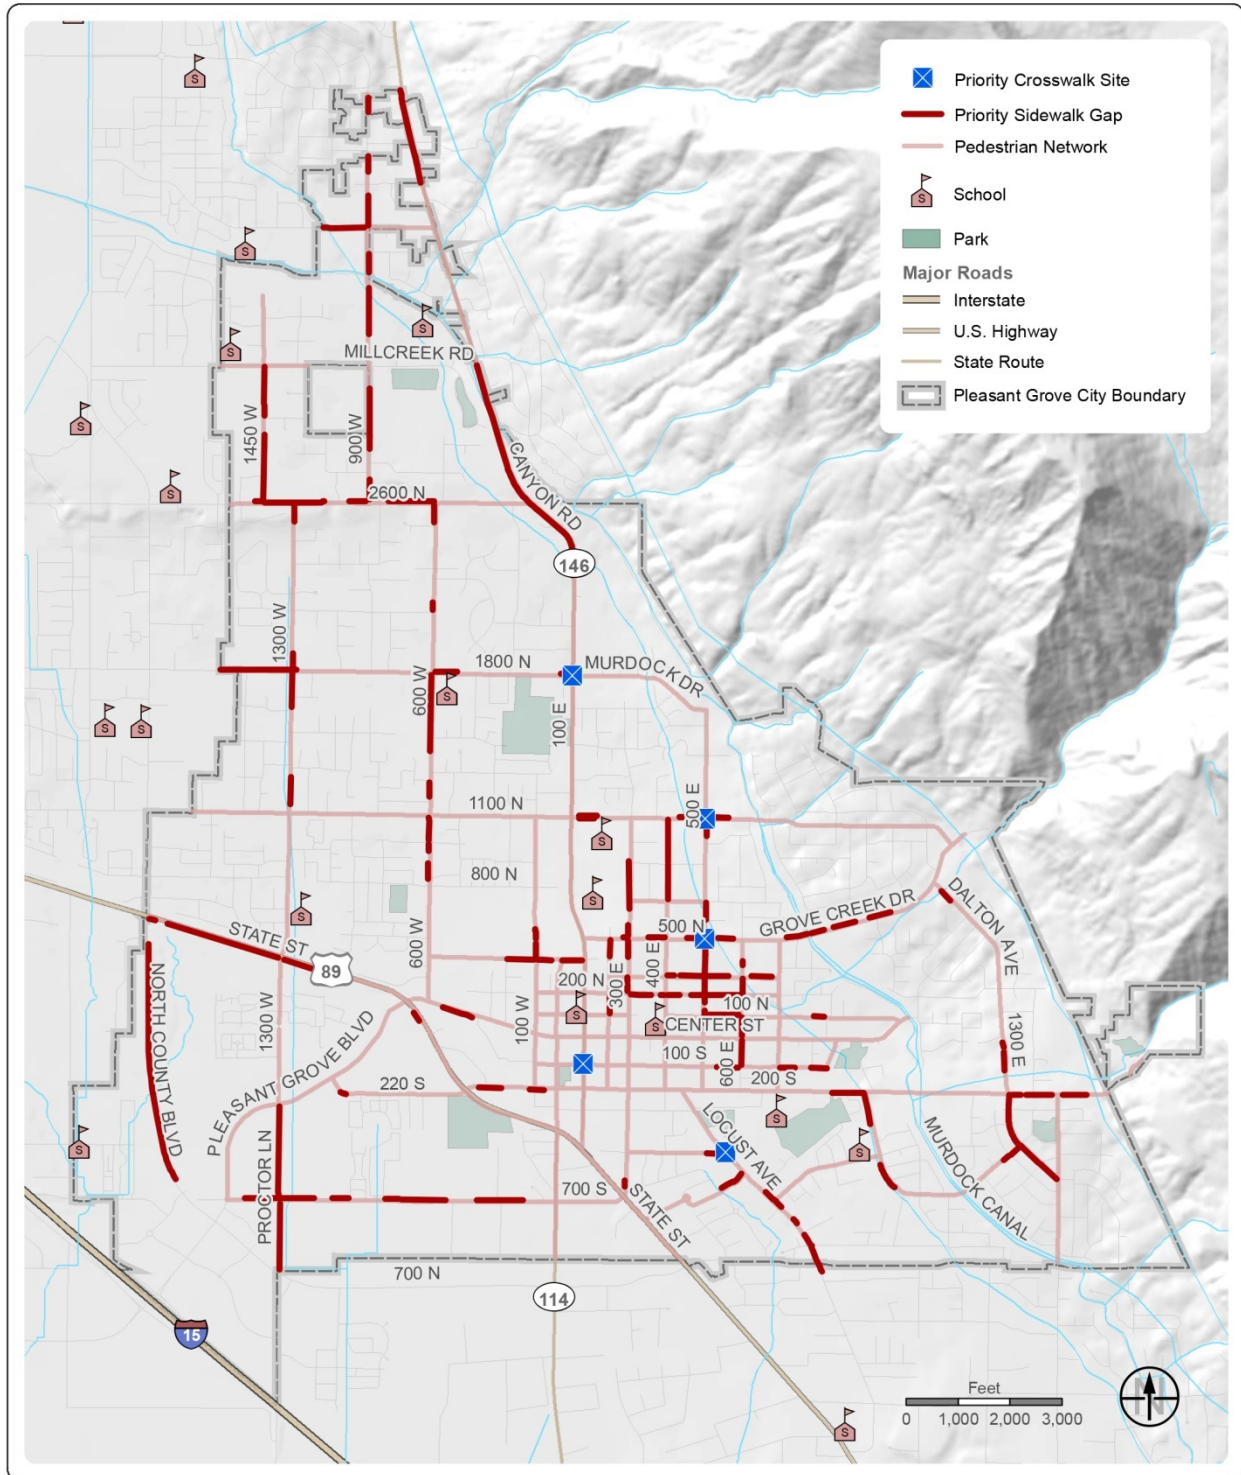 Priority Crosswalk Site
Priority Sidewalk Gap
Pedestrian Network
S School
Park
Major Roads
Interstate
U.S. Highway
State Route
Pleasant Grove City Boundary
S
S
S
S
MILLCREEK RD
S
1450 W
900 W
CANYON RD
S
2600 N
146
1300 W
1800 N
MURDOCK DR
600 W
S
100 E
S
S
1100 N
500 E
S
800 N
S
DALTON AVE
GROVE CREEK DR
S
STATE ST
500 N
600 W
400 E
89
NORTH COUNTY BLVD
200 N
300 E
100 N
1300 W
100 W
S
S
CENTER ST
1300 E
PLEASANT GROVE BLVD
100 S
600 E
220 S
200 S
LOCUST AVE
S
MURDOCK CANAL
S
S
PROCTOR LN
700 S
STATE ST
700 N
114
15
Feet
0 1,000 2,000 3,000
N
S